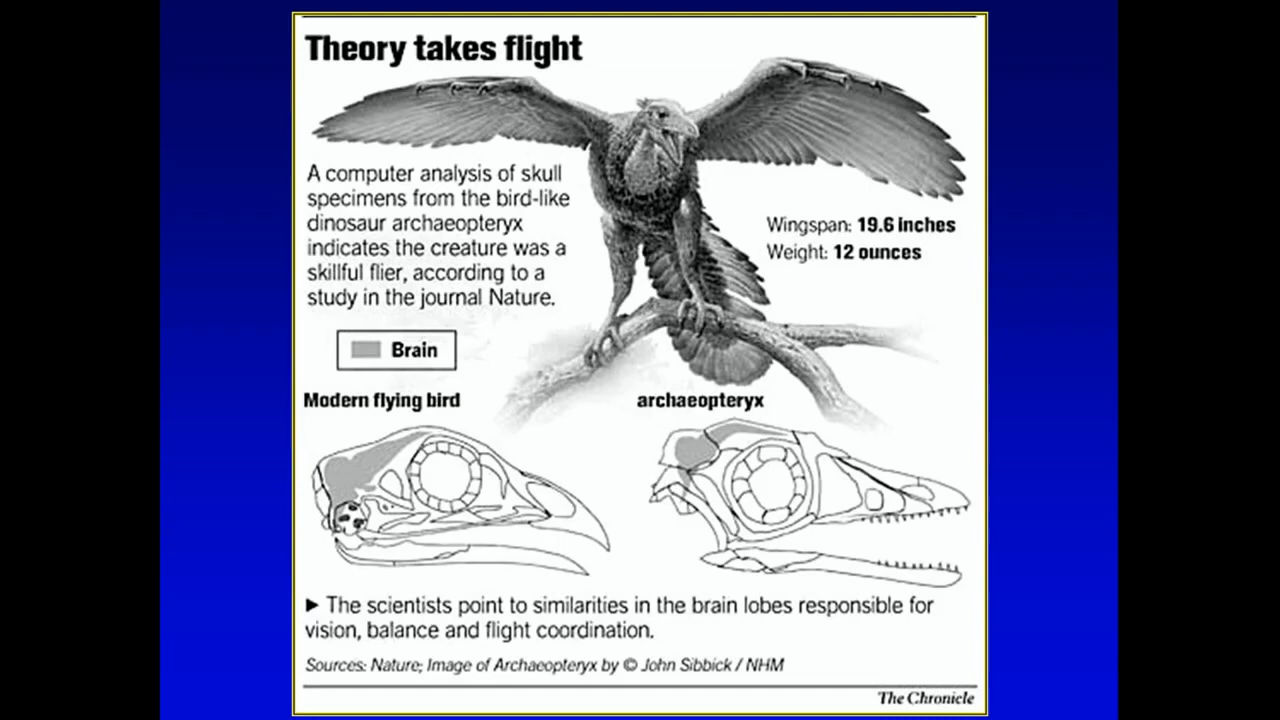 Theory takes flight
A computer analysis of skull
specimens from the bird-like
dinosaur archaeopteryx
indicates the creature was a
skillful flier, according to a
study in the journal Nature.
Wingspan: 19.6 inches
Weight: 12 ounces
Brain
Modern flying bird
archaeopteryx
► The scientists point to similarities in the brain lobes responsible for
vision, balance and flight coordination.
Sources: Nature; Image of Archaeopteryx by © John Sibbick / NHM
The Chronicle